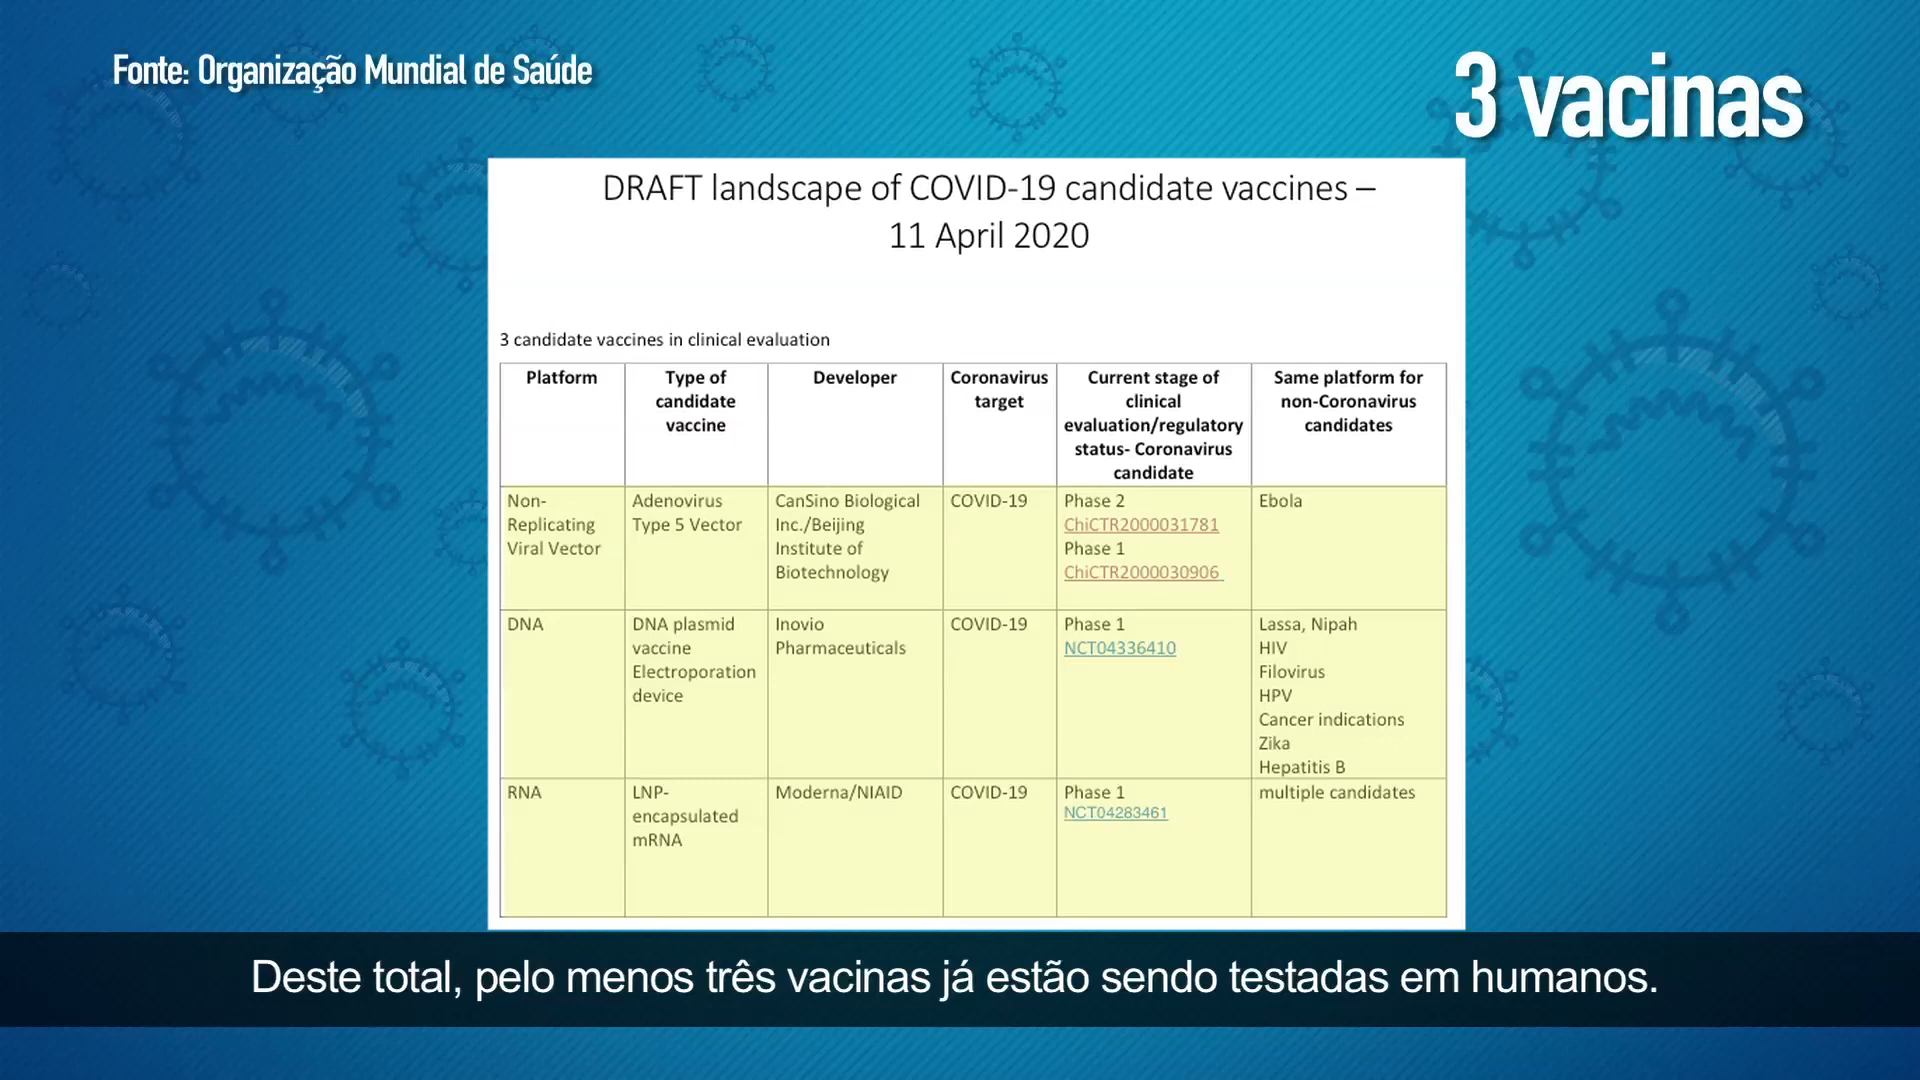 Fonte: Organização Mundial de Saúde
3 vacinas
DRAFT landscape of COVID-19 candidate vaccines –
11 April 2020
3 candidate vaccines in clinical evaluation
Platform
Type of
candidate
vaccine
Developer
Coronavirus
target
Current stage of
clinical
evaluation/regulatory
status- Coronavirus
candidate
Same platform for
non-Coronavirus
candidates
Non-
Replicating
Viral Vector
Adenovirus
Type 5 Vector
CanSino Biological
Inc./Beijing
Institute of
Biotechnology
COVID-19
Phase 2
ChiCTR2000031781
Phase 1
ChiCTR2000030906
Ebola
DNA
DNA plasmid
vaccine
Electroporation
device
Inovio
Pharmaceuticals
COVID-19
Phase 1
NCT04336410
Lassa, Nipah
HIV
Filovirus
HPV
Cancer indications
Zika
Hepatitis B
RNA
LNP-
encapsulated
mRNA
Moderna/NIAID
COVID-19
Phase 1
NCT04283461
multiple candidates
Deste total, pelo menos três vacinas já estão sendo testadas em humanos.